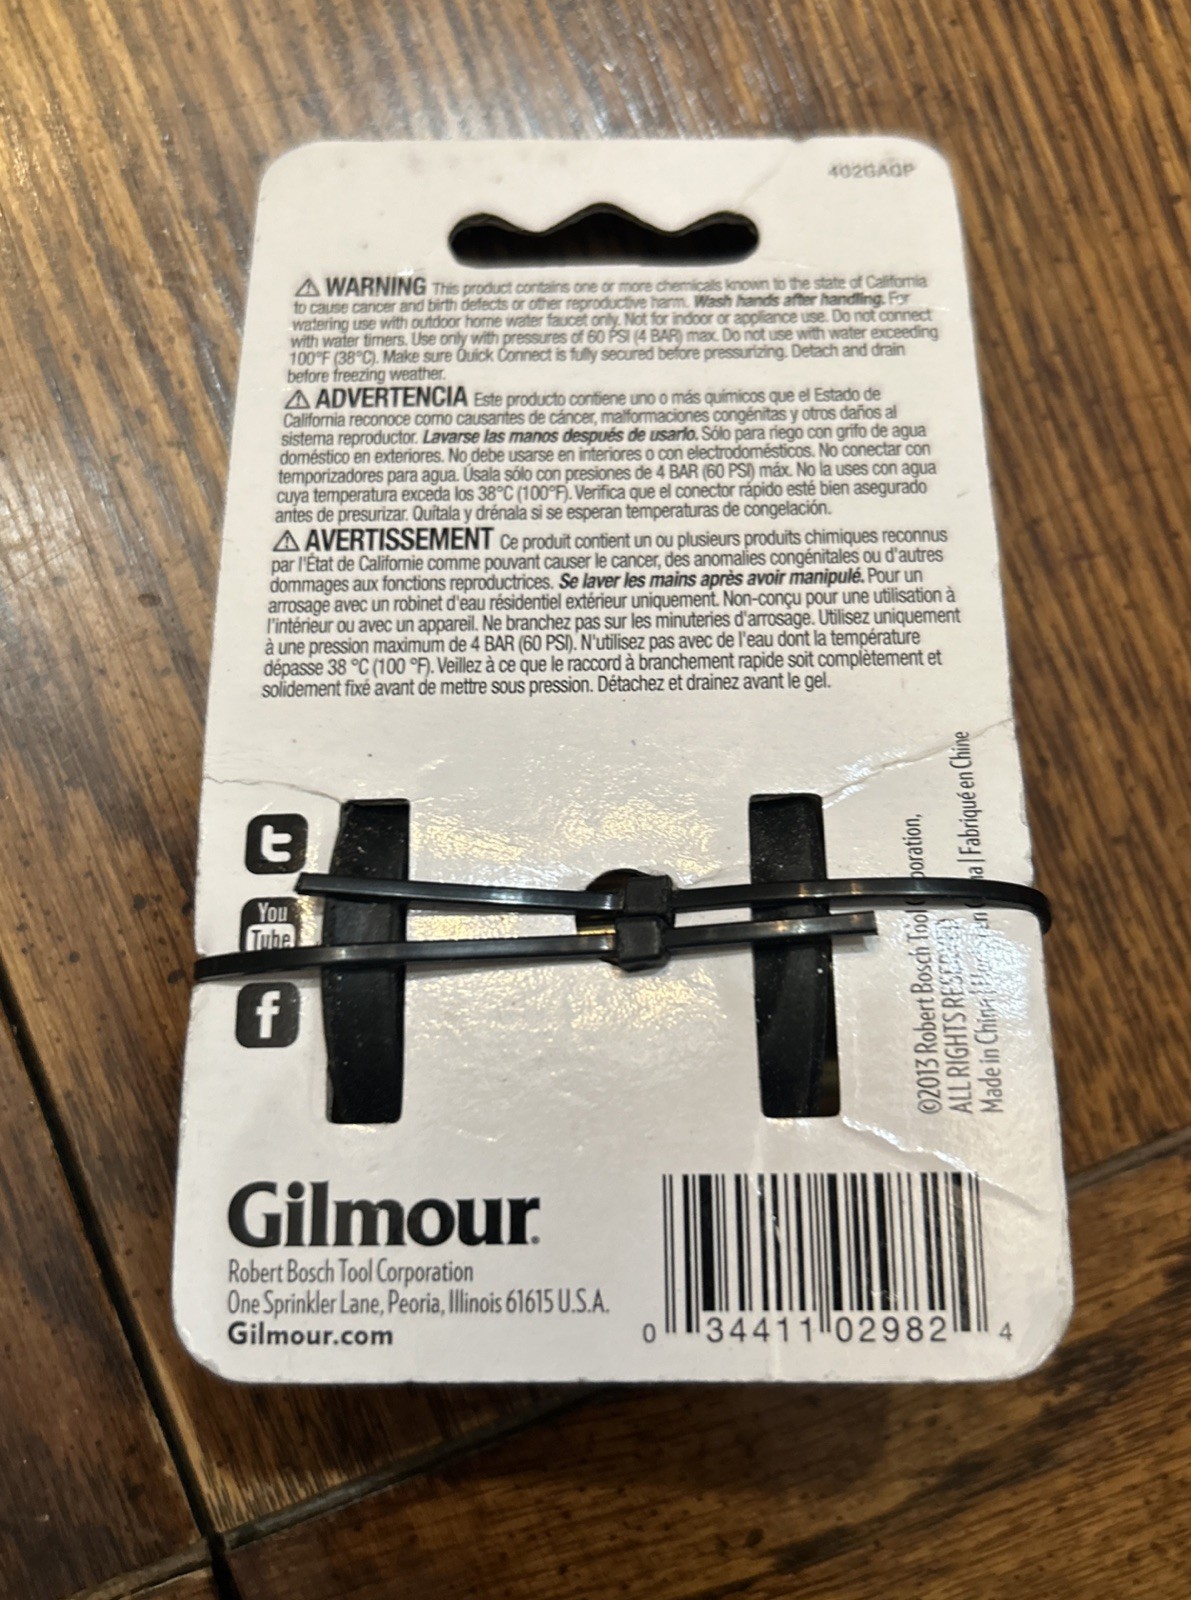 402GAQP
⚠ WARNING This product contains one or more chemicals known to the state of California
to cause cancer and birth defects or other reproductive harm. Wash hands after handling. For
watering use with outdoor home water faucet only. Not for indoor or appliance use. Do not connect
with water timers. Use only with pressures of 60 PSI (4 BAR) max. Do not use with water exceeding
100°F (38°C). Make sure Quick Connect is fully secured before pressurizing. Detach and drain
before freezing weather.
⚠ ADVERTENCIA Este producto contiene uno o más químicos que el Estado de
California reconoce como causantes de cáncer, malformaciones congénitas y otros daños al
sistema reproductor. Lavarse las manos después de usarlo. Sólo para riego con grifo de agua
doméstico en exteriores. No debe usarse en interiores o con electrodomésticos. No conectar con
temporizadores para agua. Úsala sólo con presiones de 4 BAR (60 PSI) máx. No la uses con agua
cuya temperatura exceda los 38°C (100°F). Verifica que el conector rápido esté bien asegurado
antes de presurizar. Quítala y drénala si se esperan temperaturas de congelación.
⚠ AVERTISSEMENT Ce produit contient un ou plusieurs produits chimiques reconnus
par l'État de Californie comme pouvant causer le cancer, des anomalies congénitales ou d'autres
dommages aux fonctions reproductrices. Se laver les mains après avoir manipulé. Pour un
arrosage avec un robinet d'eau résidentiel extérieur uniquement. Non-conçu pour une utilisation à
l'intérieur ou avec un appareil. Ne branchez pas sur les minuteries d'arrosage. Utilisez uniquement
à une pression maximum de 4 BAR (60 PSI). N'utilisez pas avec de l'eau dont la température
dépasse 38 °C (100 °F). Veillez à ce que le raccord à branchement rapide soit complètement et
solidement fixé avant de mettre sous pression. Détachez et drainez avant le gel.
t
You
Tube
f
©2013 Robert Bosch Tool poration,
ALL RIGHTS RESERVED
Made in China | en na | Fabriqué en Chine
Gilmour.
Robert Bosch Tool Corporation
One Sprinkler Lane, Peoria, Illinois 61615 U.S.A.
Gilmour.com
0 34411 02982 4